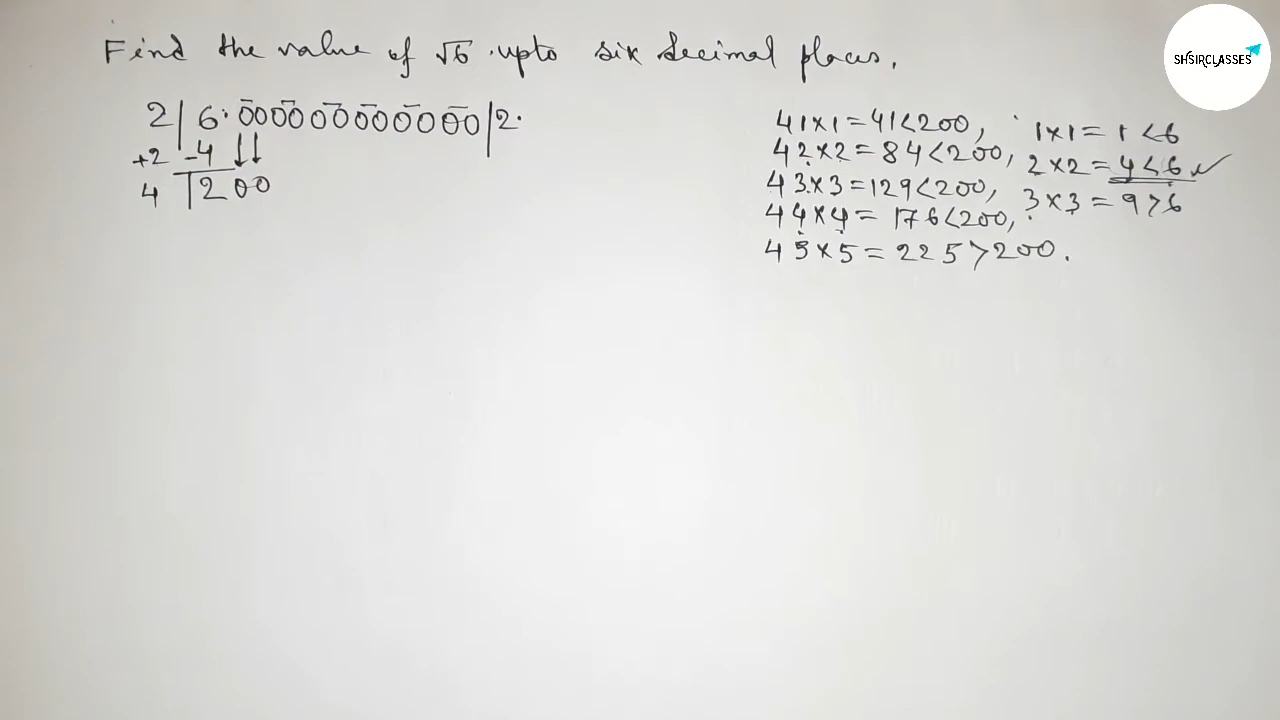 Find the value of √6 . upto six decimal places.
SHSIRCLASSES
2 | 6.000000000000 | 2.
+2 -4 ↓↓
4 | 200
41×1=41<200,
42×2=84<200,
43×3=129<200,
44×4=176<200,
45×5=225>200.
1×1=1<6
2×2=4<6 ✓
3×3=9>6